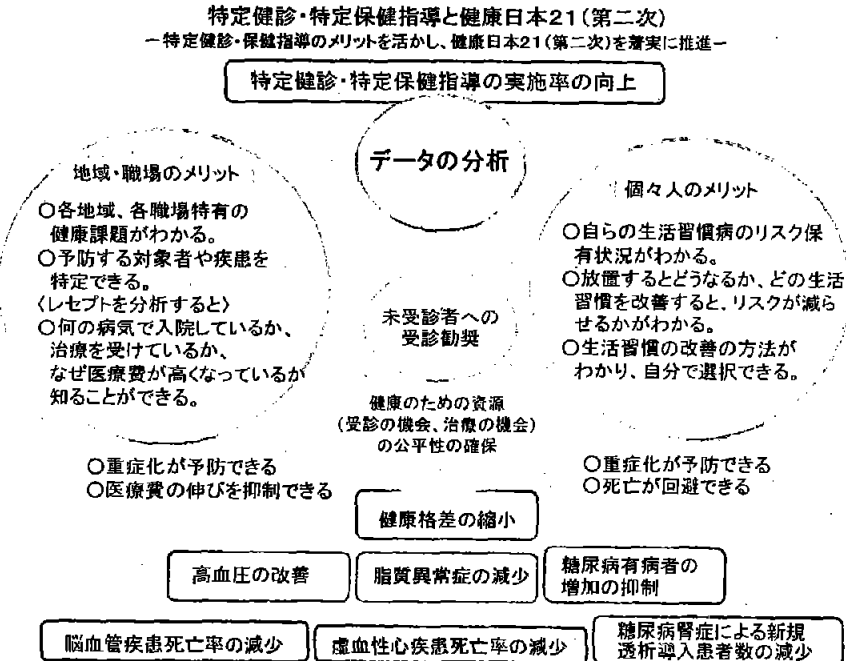 特定健診・特定保健指導と健康日本21(第二次)
ー特定健診・保健指導のメリットを活かし、健康日本21(第二次)を着実に推進ー
特定健診・特定保健指導の実施率の向上
データの分析
地域・職場のメリット
○各地域、各職場特有の
健康課題がわかる。
○予防する対象者や疾患を
特定できる。
〈レセプトを分析すると〉
○何の病気で入院しているか、
治療を受けているか、
なぜ医療費が高くなっているか
知ることができる。
○重症化が予防できる
○医療費の伸びを抑制できる
未受診者への
受診勧奨
健康のための資源
(受診の機会、治療の機会)
の公平性の確保
個々人のメリット
○自らの生活習慣病のリスク保
有状況がわかる。
○放置するとどうなるか、どの生活
習慣を改善すると、リスクが減ら
せるかがわかる。
○生活習慣の改善の方法が
わかり、自分で選択できる。
○重症化が予防できる
○死亡が回避できる
健康格差の縮小
高血圧の改善
脂質異常症の減少
糖尿病有病者の
増加の抑制
脳血管疾患死亡率の減少
虚血性心疾患死亡率の減少
糖尿病腎症による新規
透析導入患者数の減少